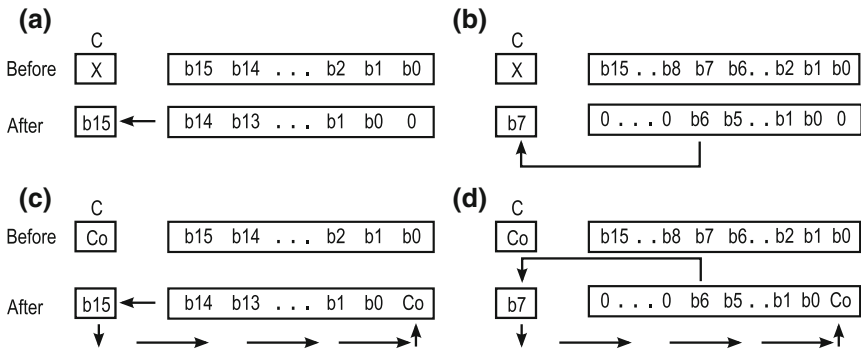 (a)
C
Before X b15 b14 . . . b2 b1 b0
After b15 b14 b13 . . . b1 b0 0
(b)
C
X b15 . . b8 b7 b6 . . b2 b1 b0
b7 0 . . . 0 b6 b5 . . b1 b0 0
(c)
C
Before Co b15 b14 . . . b2 b1 b0
After b15 b14 b13 . . . b1 b0 Co
(d)
C
Co b15 . . b8 b7 b6 . . b2 b1 b0
b7 0 . . . 0 b6 b5 . . b1 b0 Co